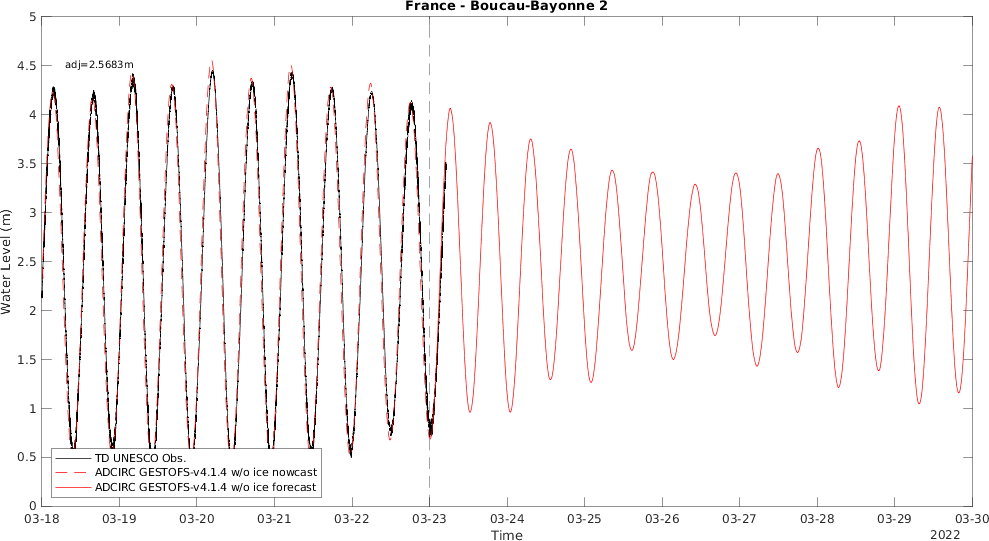 France - Boucau-Bayonne 2
adj=2.5683m
Water Level (m)
5
4.5
4
3.5
3
2.5
2
1.5
1
0.5
0
TD UNESCO Obs.
ADCIRC GESTOFS-v4.1.4 w/o ice nowcast
ADCIRC GESTOFS-v4.1.4 w/o ice forecast
03-18 03-19 03-20 03-21 03-22 03-23 03-24 03-25 03-26 03-27 03-28 03-29 03-30
Time
2022